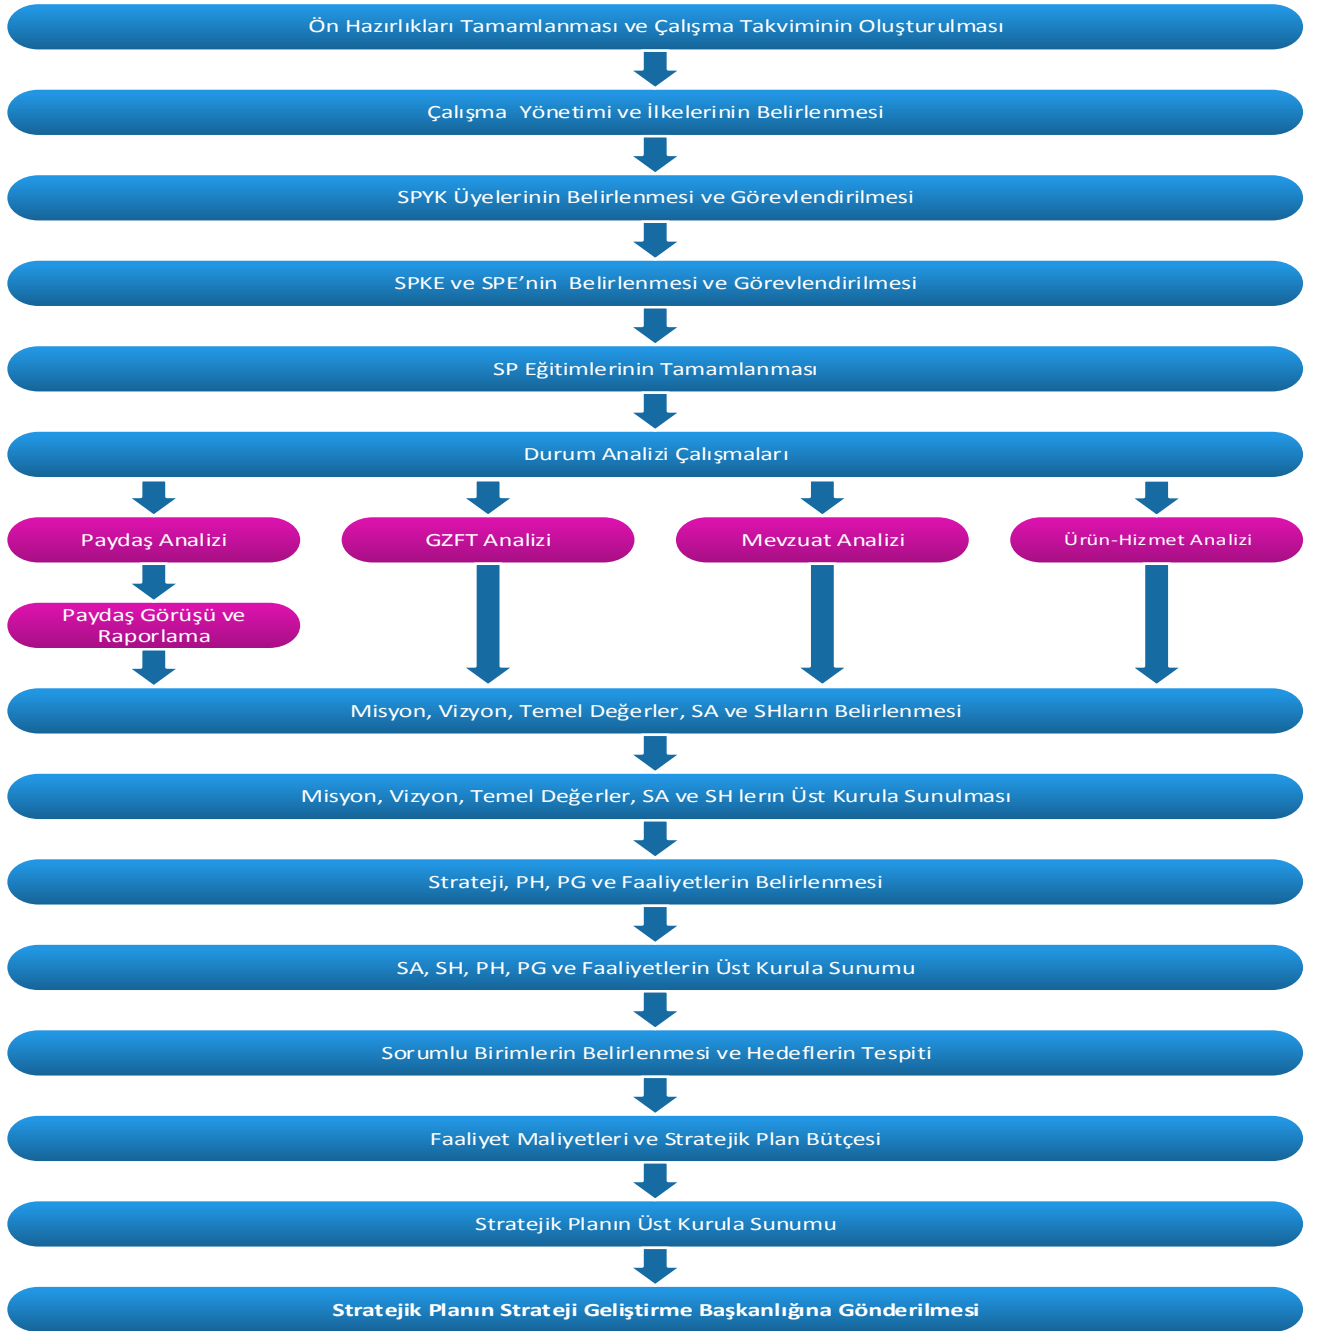 Ön Hazırlıkları Tamamlanması ve Çalışma Takviminin Oluşturulması
Çalışma Yönetimi ve İlkelerinin Belirlenmesi
SPYK Üyelerinin Belirlenmesi ve Görevlendirilmesi
SPKE ve SPE’nin Belirlenmesi ve Görevlendirilmesi
SP Eğitimlerinin Tamamlanması
Durum Analizi Çalışmaları
Paydaş Analizi
GZFT Analizi
Mevzuat Analizi
Ürün-Hizmet Analizi
Paydaş Görüşü ve
Raporlama
Misyon, Vizyon, Temel Değerler, SA ve SHların Belirlenmesi
Misyon, Vizyon, Temel Değerler, SA ve SH lerın Üst Kurula Sunulması
Strateji, PH, PG ve Faaliyetlerin Belirlenmesi
SA, SH, PH, PG ve Faaliyetlerin Üst Kurula Sunumu
Sorumlu Birimlerin Belirlenmesi ve Hedeflerin Tespiti
Faaliyet Maliyetleri ve Stratejik Plan Bütçesi
Stratejik Planın Üst Kurula Sunumu
Stratejik Planın Strateji Geliştirme Başkanlığına Gönderilmesi